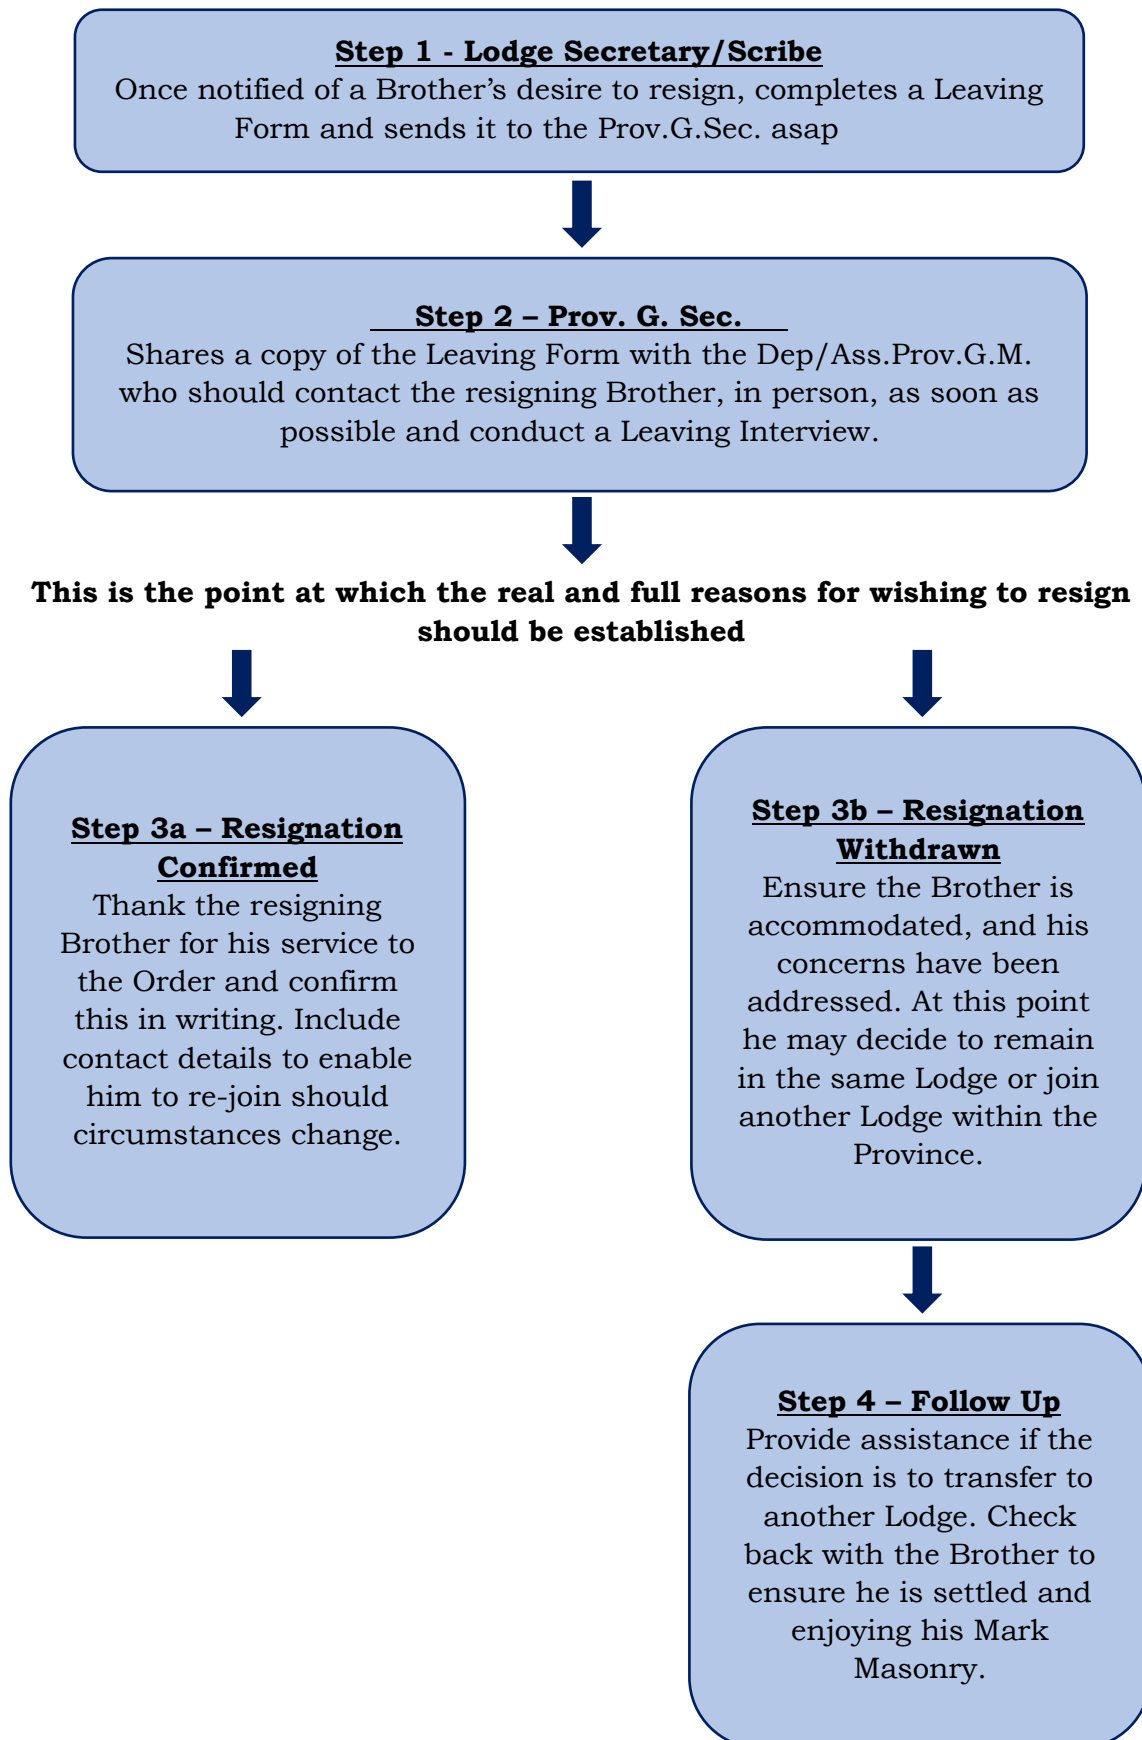 Step 1 - Lodge Secretary/Scribe
Once notified of a Brother’s desire to resign, completes a Leaving
Form and sends it to the Prov.G.Sec. asap
Step 2 – Prov. G. Sec.
Shares a copy of the Leaving Form with the Dep/Ass.Prov.G.M.
who should contact the resigning Brother, in person, as soon as
possible and conduct a Leaving Interview.
This is the point at which the real and full reasons for wishing to resign
should be established
Step 3a – Resignation
Confirmed
Thank the resigning
Brother for his service to
the Order and confirm
this in writing. Include
contact details to enable
him to re-join should
circumstances change.
Step 3b – Resignation
Withdrawn
Ensure the Brother is
accommodated, and his
concerns have been
addressed. At this point
he may decide to remain
in the same Lodge or join
another Lodge within the
Province.
Step 4 – Follow Up
Provide assistance if the
decision is to transfer to
another Lodge. Check
back with the Brother to
ensure he is settled and
enjoying his Mark
Masonry.